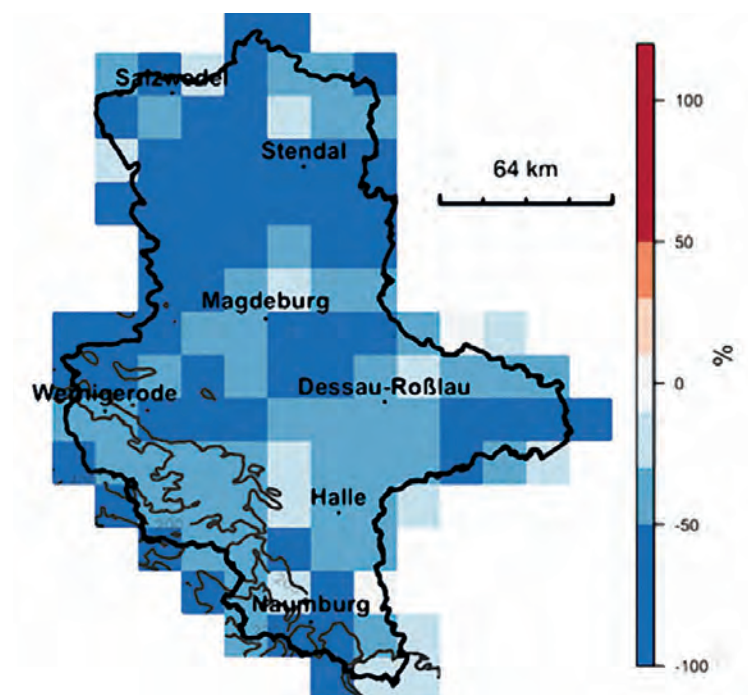 Salzwedel
Stendal
64 km
Magdeburg
Wernigerode
Dessau-Roßlau
Halle
Naumburg
100
50
0
-50
-100
%